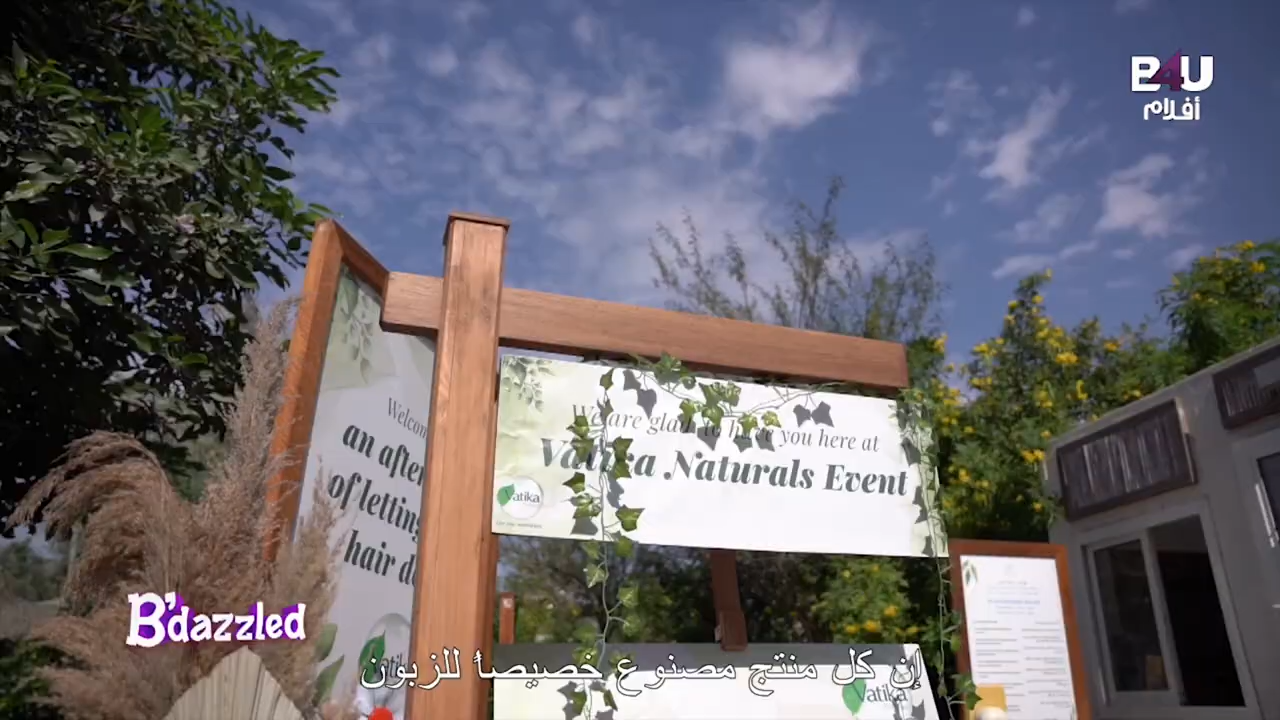 B4U
أفلام
We are glad to have you here at
Vatika Naturals Event
Vatika
Welcom
an after
of letting
hair d
B'dazzled
إن كل منتج مصنوع خصيصاً للزبون
Vatika